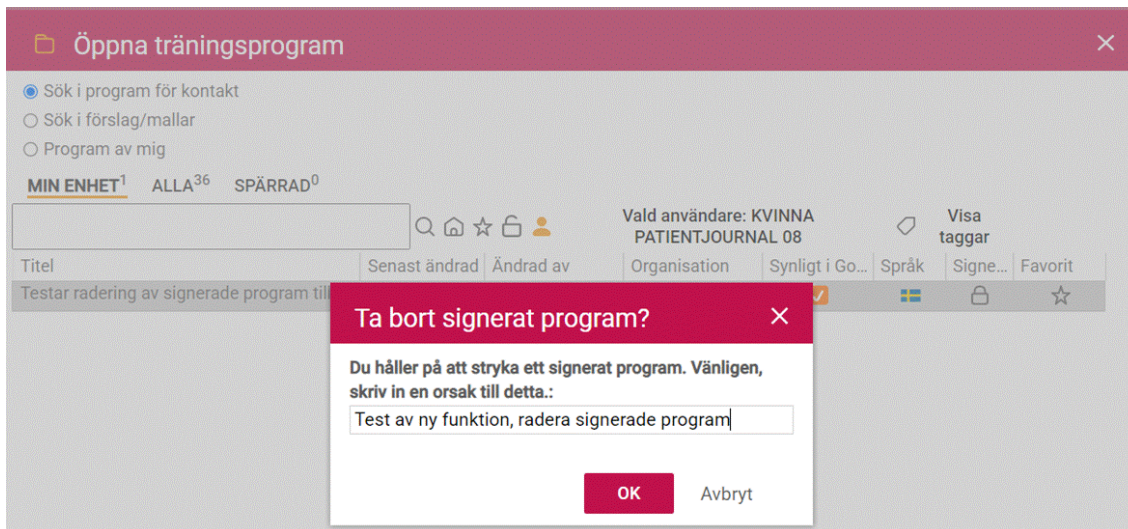 Öppna träningsprogram
Sök i program för kontakt
Sök i förslag/mallar
Program av mig
MIN ENHET1 ALLA36 SPÄRRAD0
Vald användare: KVINNA
PATIENTJOURNAL 08
Visa
taggar
Titel Senast ändrad Ändrad av Organisation Synligt i Go... Språk Signe... Favorit
Testar radering av signerade program till
Ta bort signerat program?
Du håller på att stryka ett signerat program. Vänligen,
skriv in en orsak till detta.:
Test av ny funktion, radera signerade program
OK Avbryt